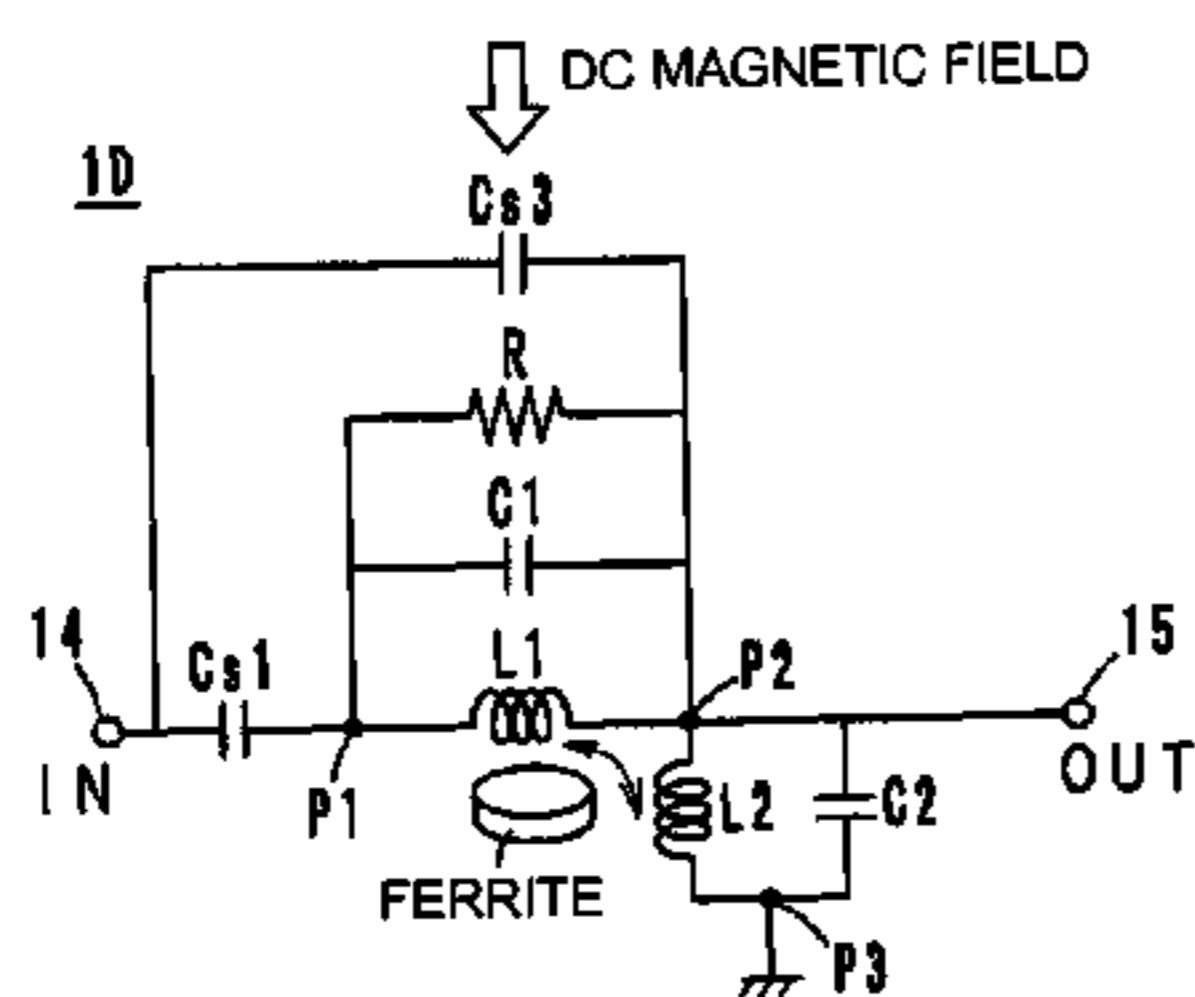 DC MAGNETIC FIELD
1D
Cs3
R
C1
14
Cs1
L1
P2
15
IN
P1
L2
C2
OUT
FERRITE
P3